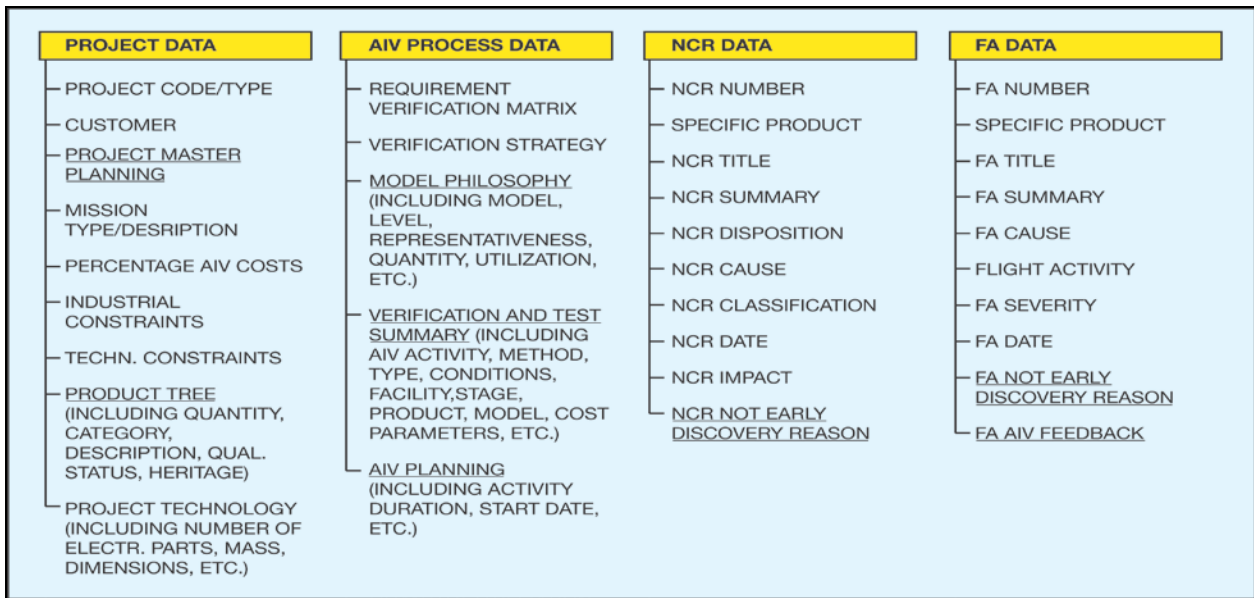 PROJECT DATA
PROJECT CODE/TYPE
CUSTOMER
PROJECT MASTER
PLANNING
MISSION
TYPE/DESRIPTION
PERCENTAGE AIV COSTS
INDUSTRIAL
CONSTRAINTS
TECHN. CONSTRAINTS
PRODUCT TREE
(INCLUDING QUANTITY,
CATEGORY,
DESCRIPTION, QUAL.
STATUS, HERITAGE)
PROJECT TECHNOLOGY
(INCLUDING NUMBER OF
ELECTR. PARTS, MASS,
DIMENSIONS, ETC.)
AIV PROCESS DATA
REQUIREMENT
VERIFICATION MATRIX
VERIFICATION STRATEGY
MODEL PHILOSOPHY
(INCLUDING MODEL,
LEVEL,
REPRESENTATIVENESS,
QUANTITY, UTILIZATION,
ETC.)
VERIFICATION AND TEST
SUMMARY (INCLUDING
AIV ACTIVITY, METHOD,
TYPE, CONDITIONS,
FACILITY,STAGE,
PRODUCT, MODEL, COST
PARAMETERS, ETC.)
AIV PLANNING
(INCLUDING ACTIVITY
DURATION, START DATE,
ETC.)
NCR DATA
NCR NUMBER
SPECIFIC PRODUCT
NCR TITLE
NCR SUMMARY
NCR DISPOSITION
NCR CAUSE
NCR CLASSIFICATION
NCR DATE
NCR IMPACT
NCR NOT EARLY
DISCOVERY REASON
FA DATA
FA NUMBER
SPECIFIC PRODUCT
FA TITLE
FA SUMMARY
FA CAUSE
FLIGHT ACTIVITY
FA SEVERITY
FA DATE
FA NOT EARLY
DISCOVERY REASON
FA AIV FEEDBACK